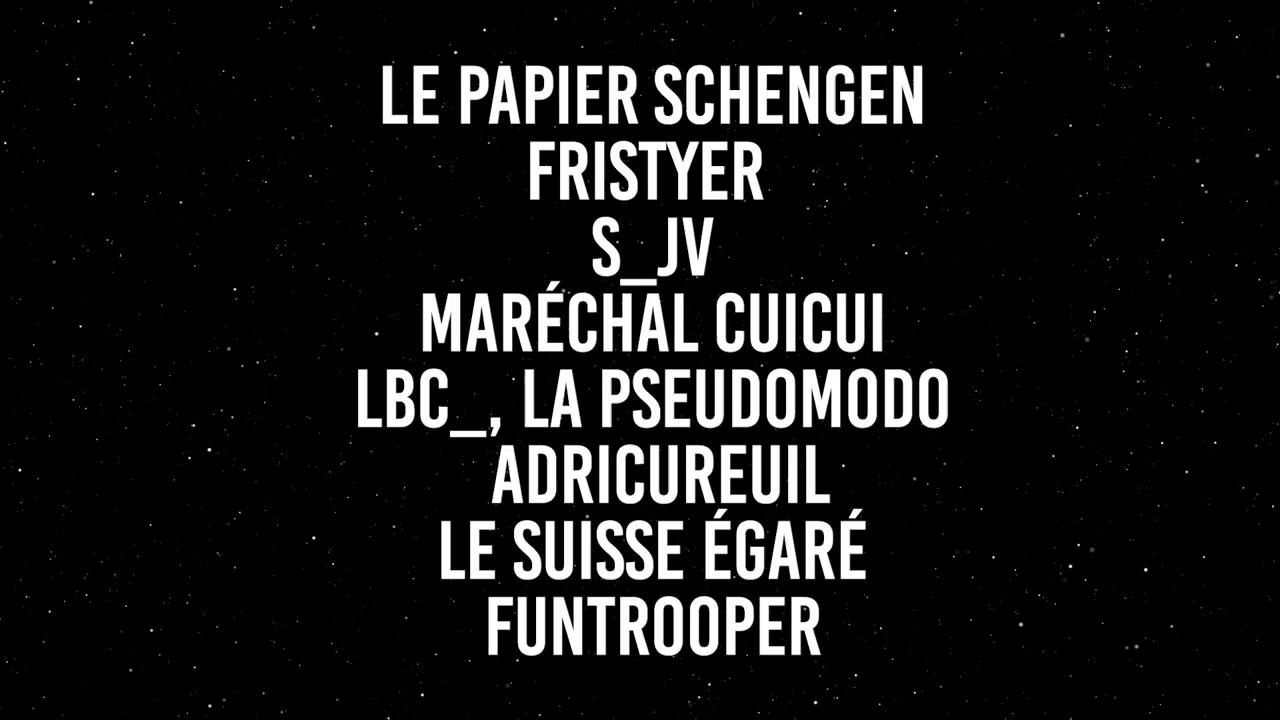 LE PAPIER SCHENGEN
FRISTYER
S_JV
MARÉCHAL CUICUI
LBC_, LA PSEUDOMODO
ADRICUREUIL
LE SUISSE ÉGARÉ
FUNTROOPER